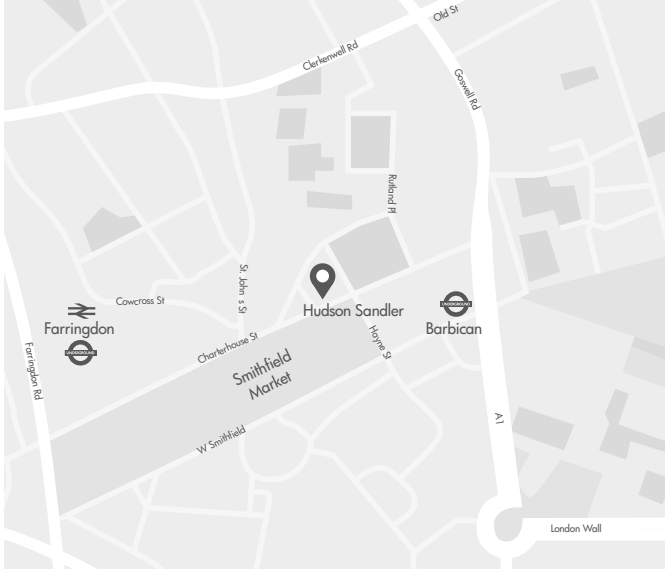 Old St
Clerkenwell Rd
Goswell Rd
Rutland Pl
St. John s St
Cowcross St
Farringdon
UNDERGROUND
Hudson Sandler
UNDERGROUND
Barbican
Charterhouse St
Hayne St
Smithfield
Market
Farringdon Rd
W Smithfield
A1
London Wall